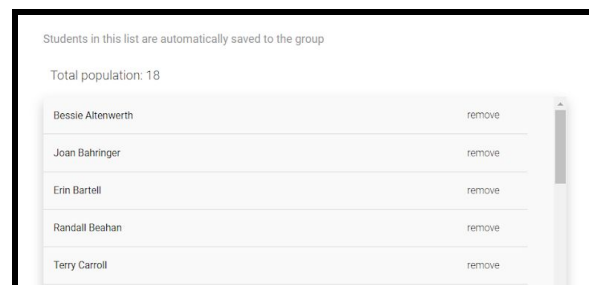 Students in this list are automatically saved to the group
Total population: 18
Bessie Altenwerth remove
Joan Bahringer remove
Erin Bartell remove
Randall Beahan remove
Terry Carroll remove